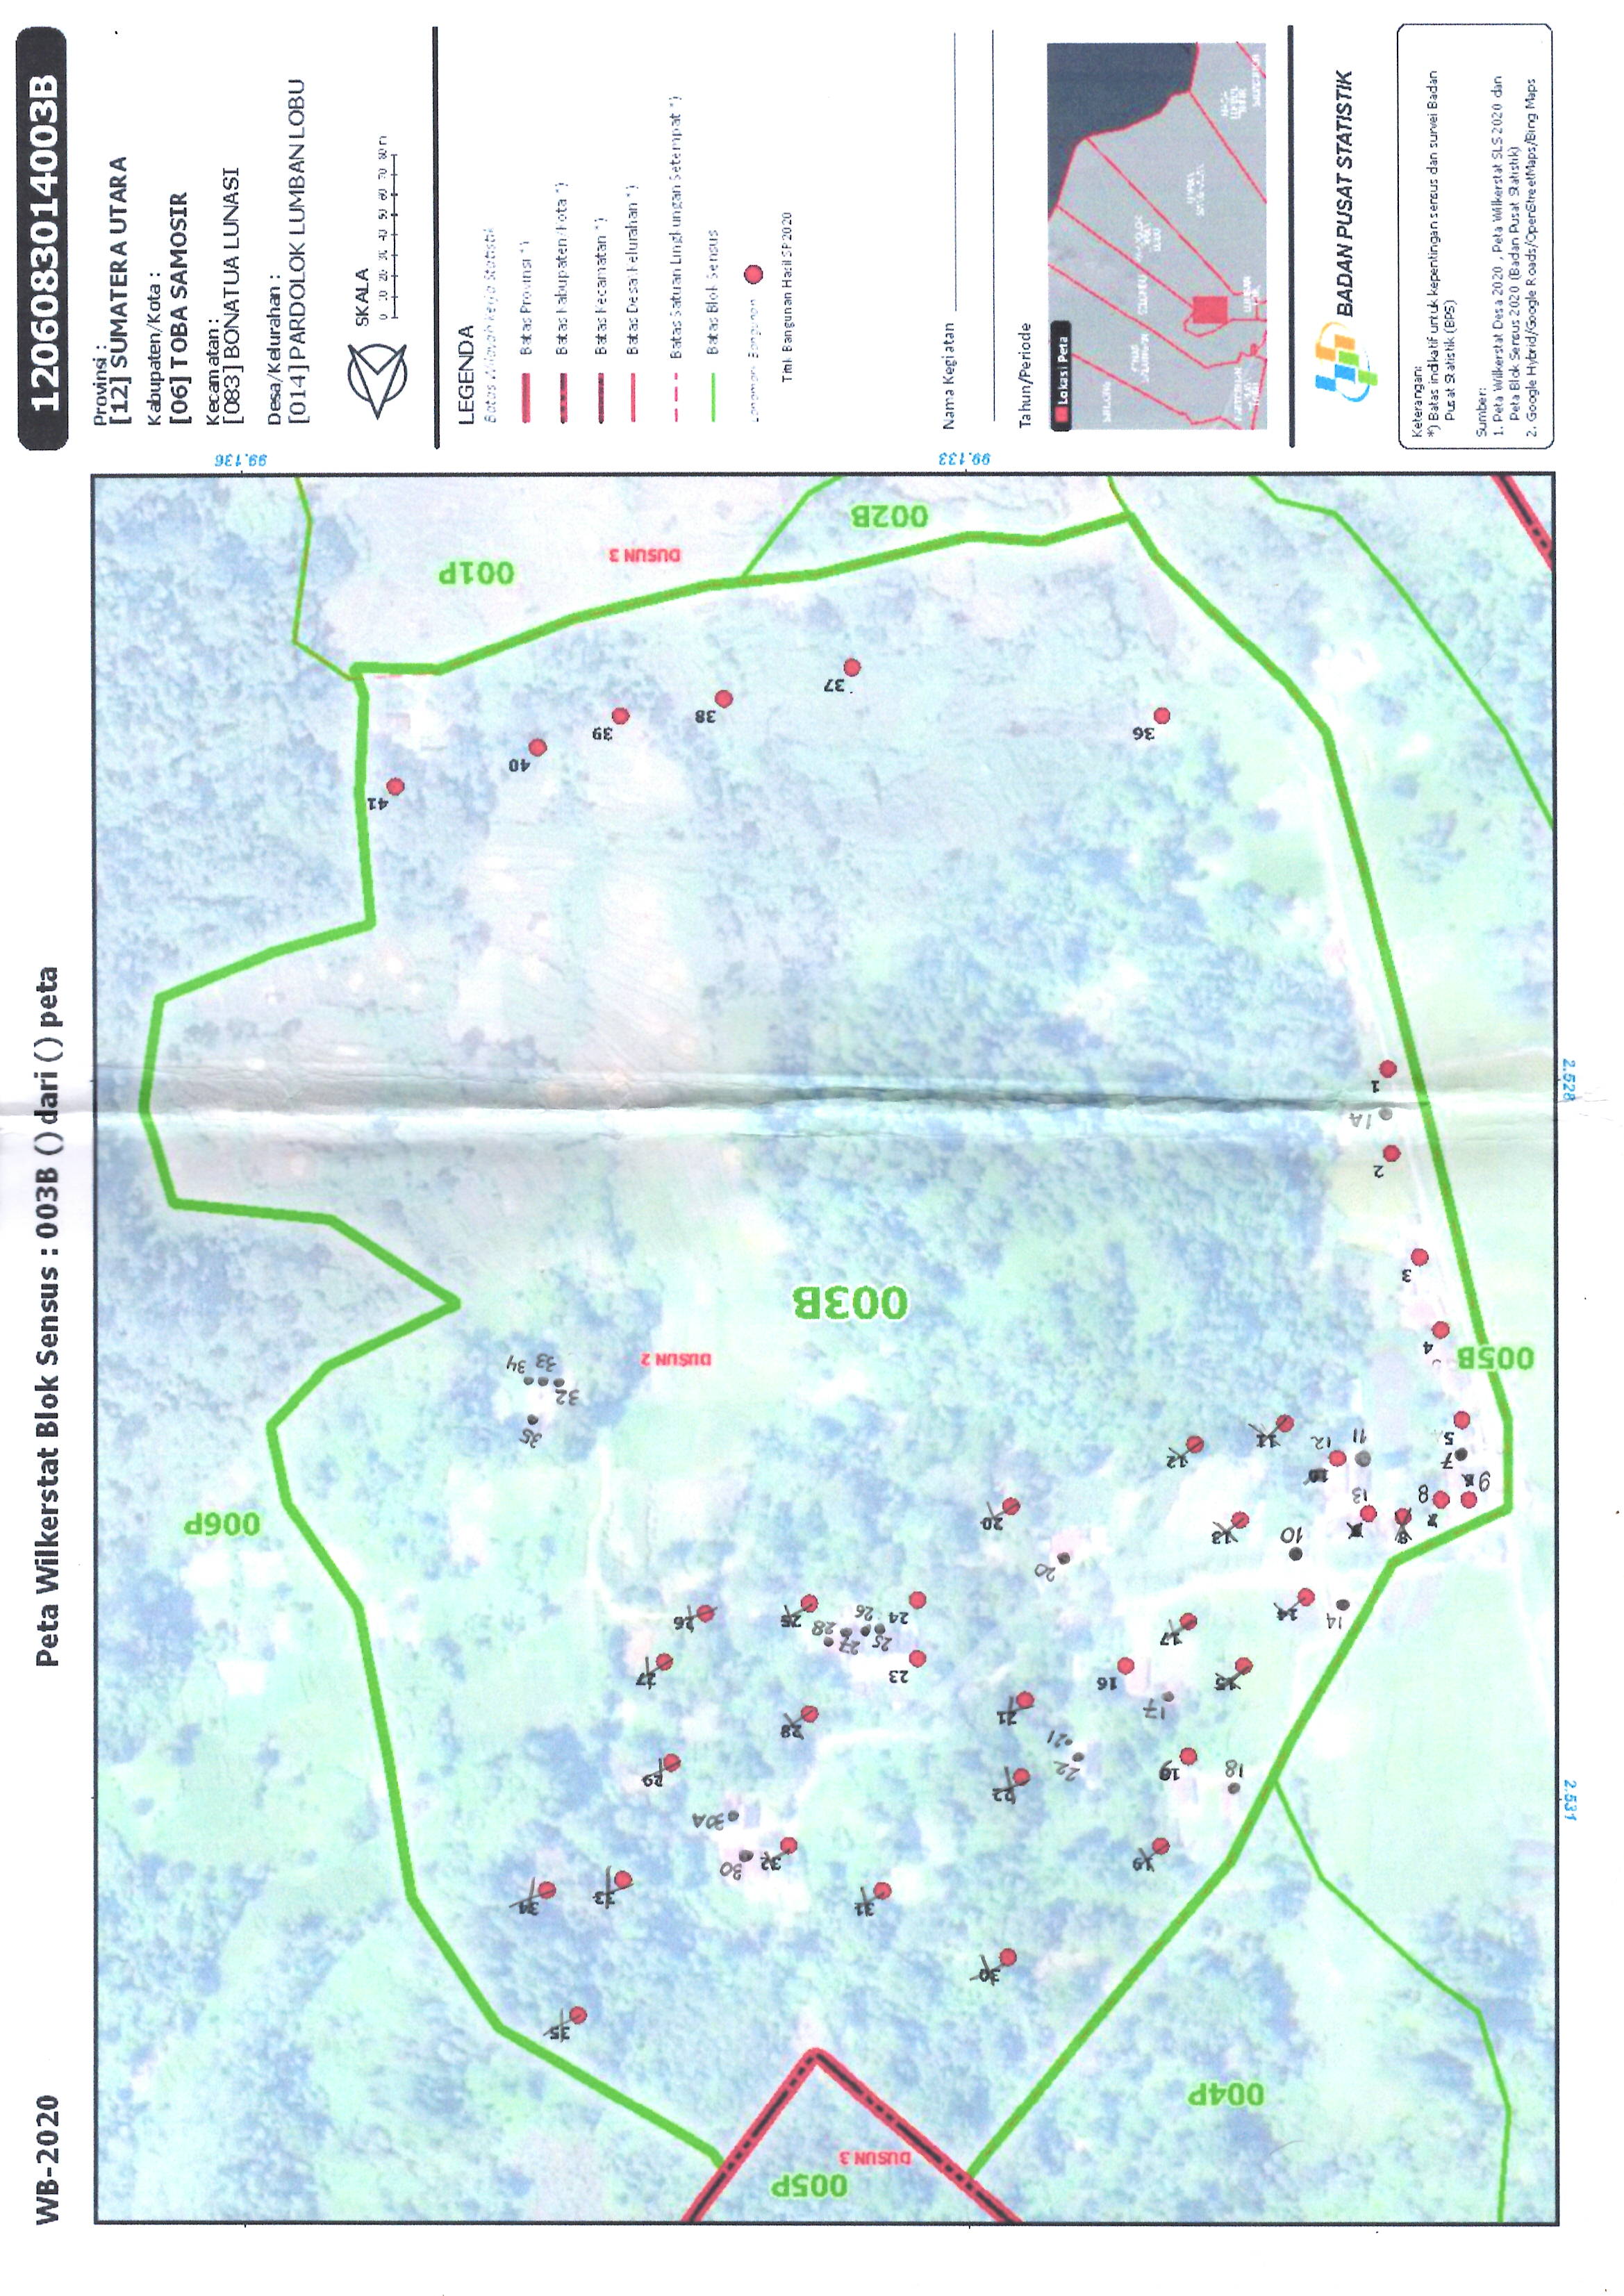 WB-2020
Peta Wilkerstat Blok Sensus : 003B () dari () peta
12060830140​03B
Provinsi :
[12] SUMATERA UTARA
Kabupaten/Kota :
[06] TOBA SAMOSIR
Kecamatan :
[083] BONATUA LUNASI
Desa/Kelurahan :
[014] PARDOLOK LUMBAN LOBU
SKALA
0 10 20 30 40 50 60 70 80 m
LEGENDA
Batas Wilayah Kerja Statistik
Batas Provinsi *)
Batas Kabupaten/Kota *)
Batas Kecamatan *)
Batas Desa/Kelurahan *)
Batas Satuan Lingkungan Setempat *)
Batas Blok Sensus
Titik Bangunan Hasil SP2020
Nama Kegiatan
Tahun/Periode
Lokasi Peta
BADAN PUSAT STATISTIK
Keterangan:
*) Batas indikatif untuk kepentingan sensus dan survei Badan
Pusat Statistik (BPS)
Sumber:
1. Peta Wilkerstat Desa 2020 , Peta Wilkerstat SLS 2020 dan
Peta Blok Sensus 2020 (Badan Pusat Statistik)
2. Google Hybrid/Google Roads/OpenStreetMaps/Bing Maps
005P
DUSUN 3
004P
35
30
31
34
33
32
30
30A
19
2.531
18
19
22
22
21
29
28
21
17
15
16
23
27
17
25
26
27
28
24
25
26
14
14
20
10
13
20
006P
8
8
13
9
7
5
11
10
12
11
12
35
32
33
34
005B
DUSUN 2
4
003B
3
2
1A
1
2.528
41
40
39
36
38
37
001P
DUSUN 3
002B
99.133
99.136